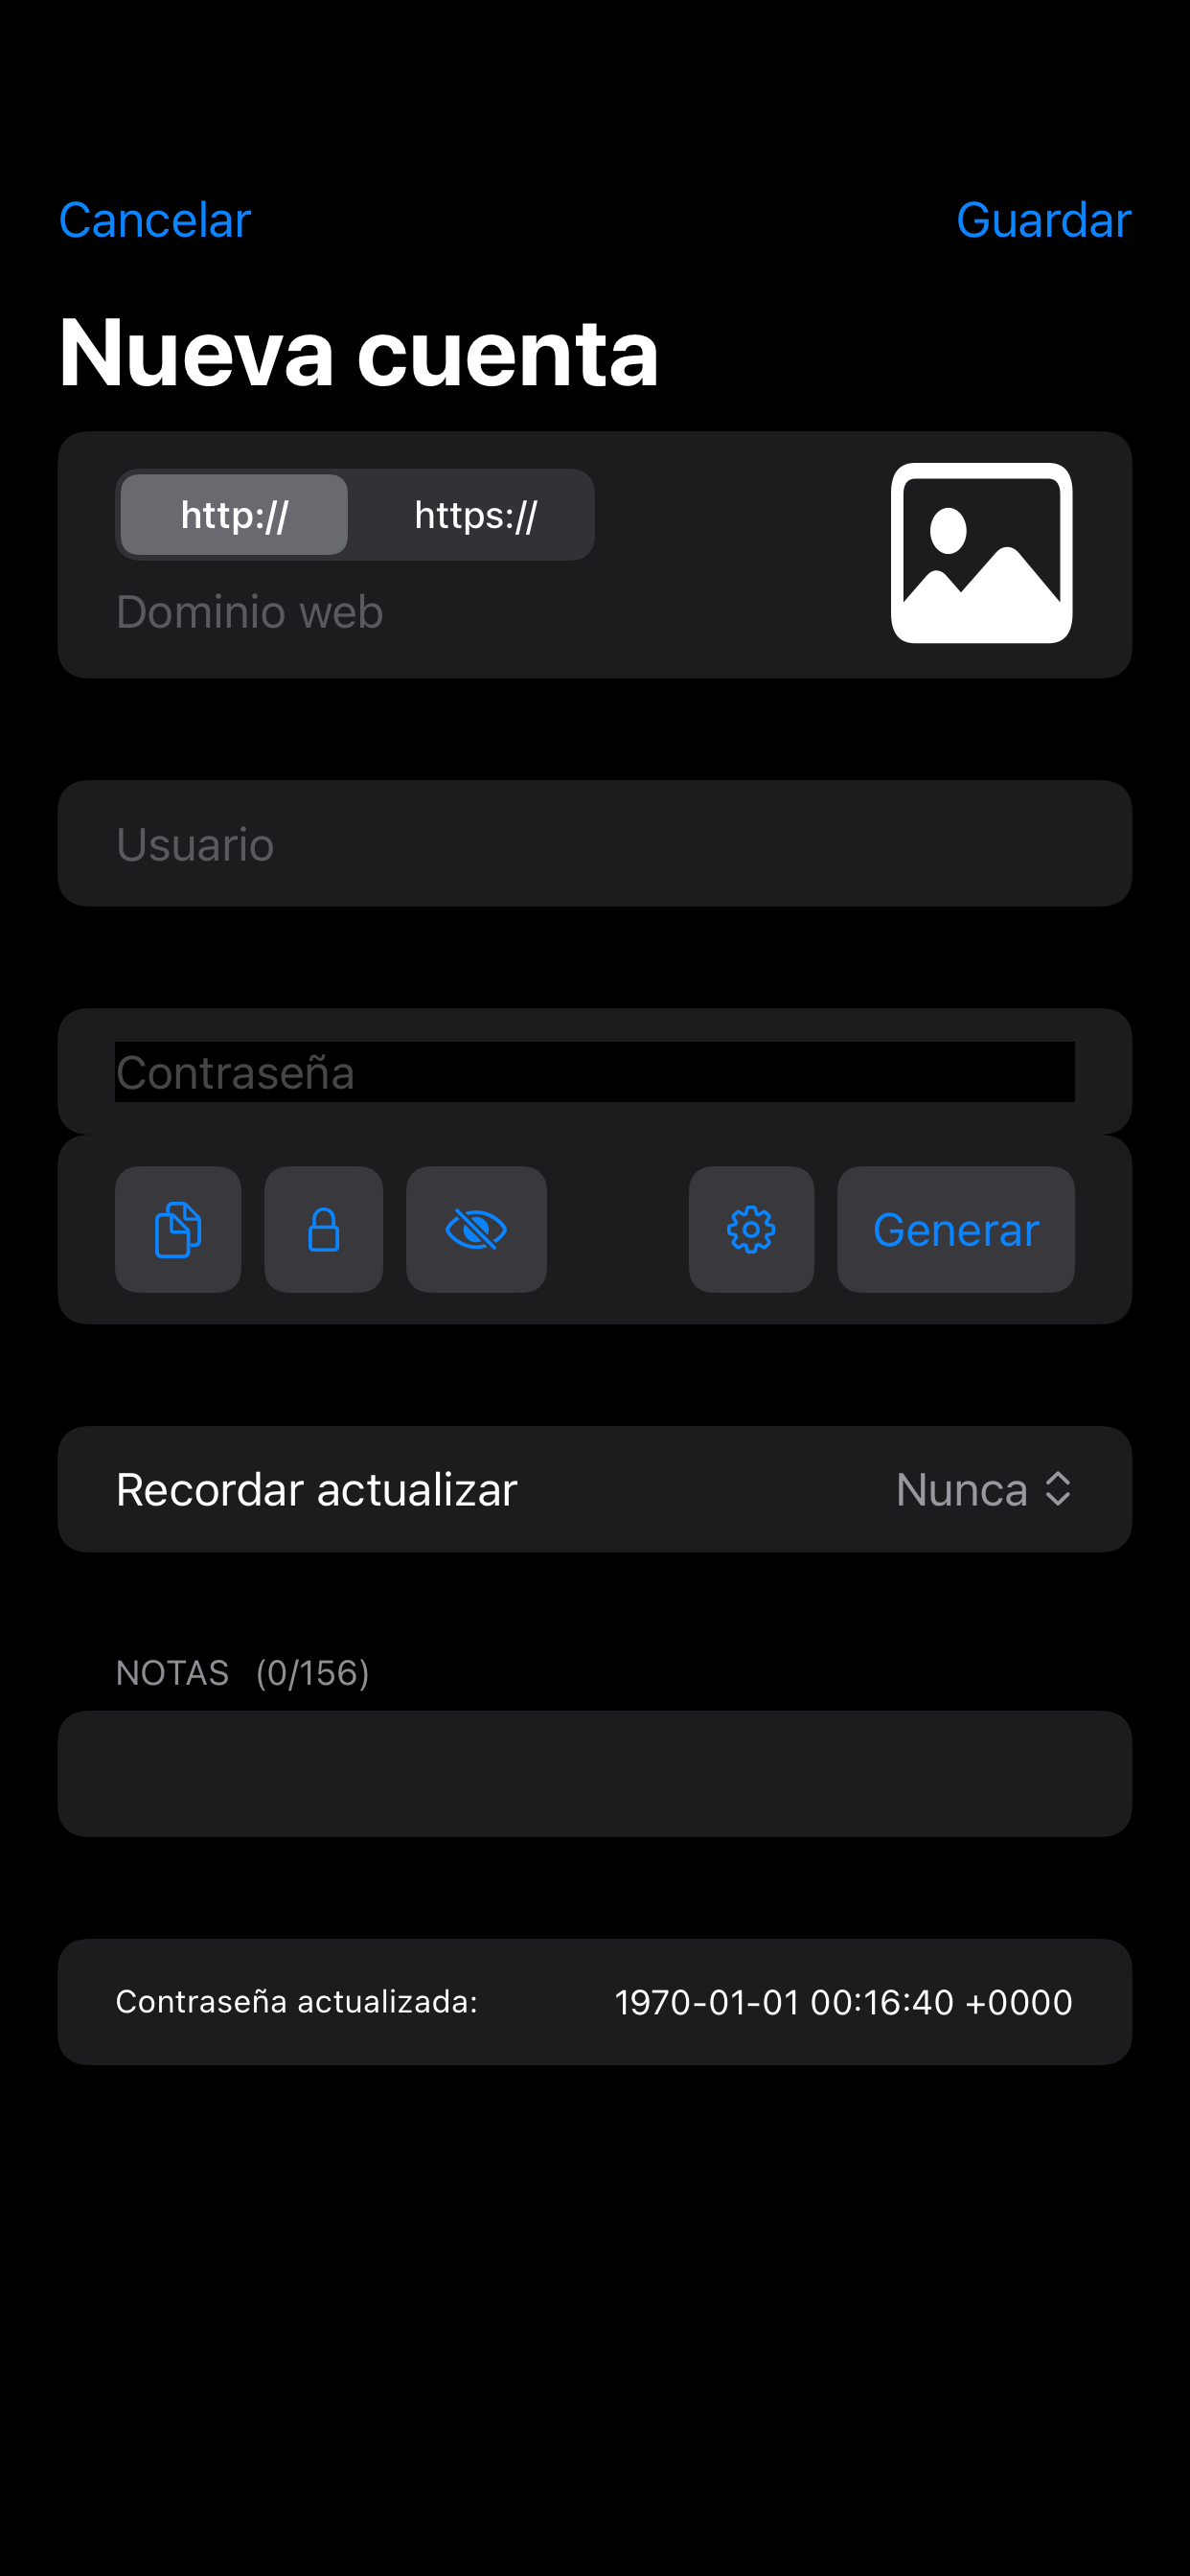 Cancelar Guardar
Nueva cuenta
http:// https://
Dominio web
Usuario
Contraseña
Generar
Recordar actualizar Nunca
NOTAS (0/156)
Contraseña actualizada: 1970-01-01 00:16:40 +0000